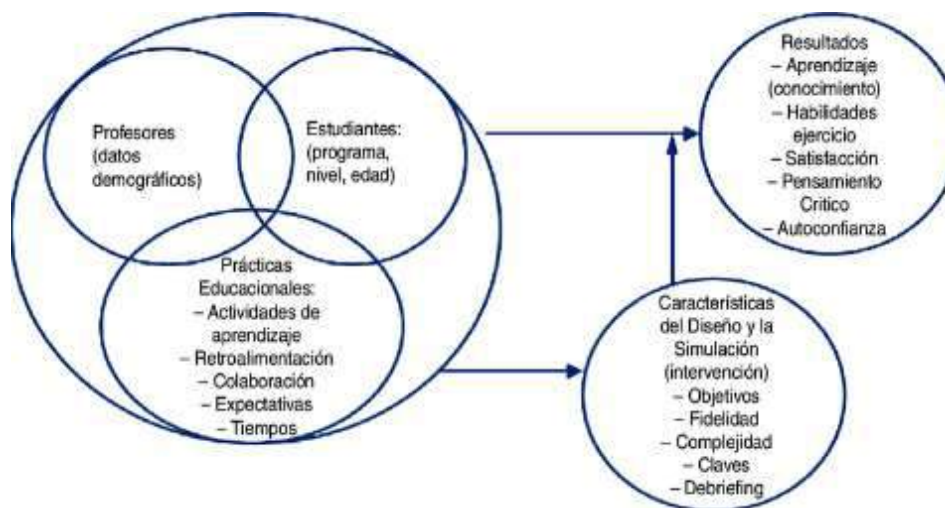 Profesores
(datos
demográficos)
Estudiantes:
(programa,
nivel, edad)
Prácticas
Educacionales:
– Actividades de
aprendizaje
– Retroalimentación
– Colaboración
– Expectativas
– Tiempos
Resultados
– Aprendizaje
(conocimiento)
– Habilidades
ejercicio
– Satisfacción
– Pensamiento
Critico
– Autoconfianza
Características
del Diseño y la
Simulación
(intervención)
– Objetivos
– Fidelidad
– Complejidad
– Claves
– Debriefing